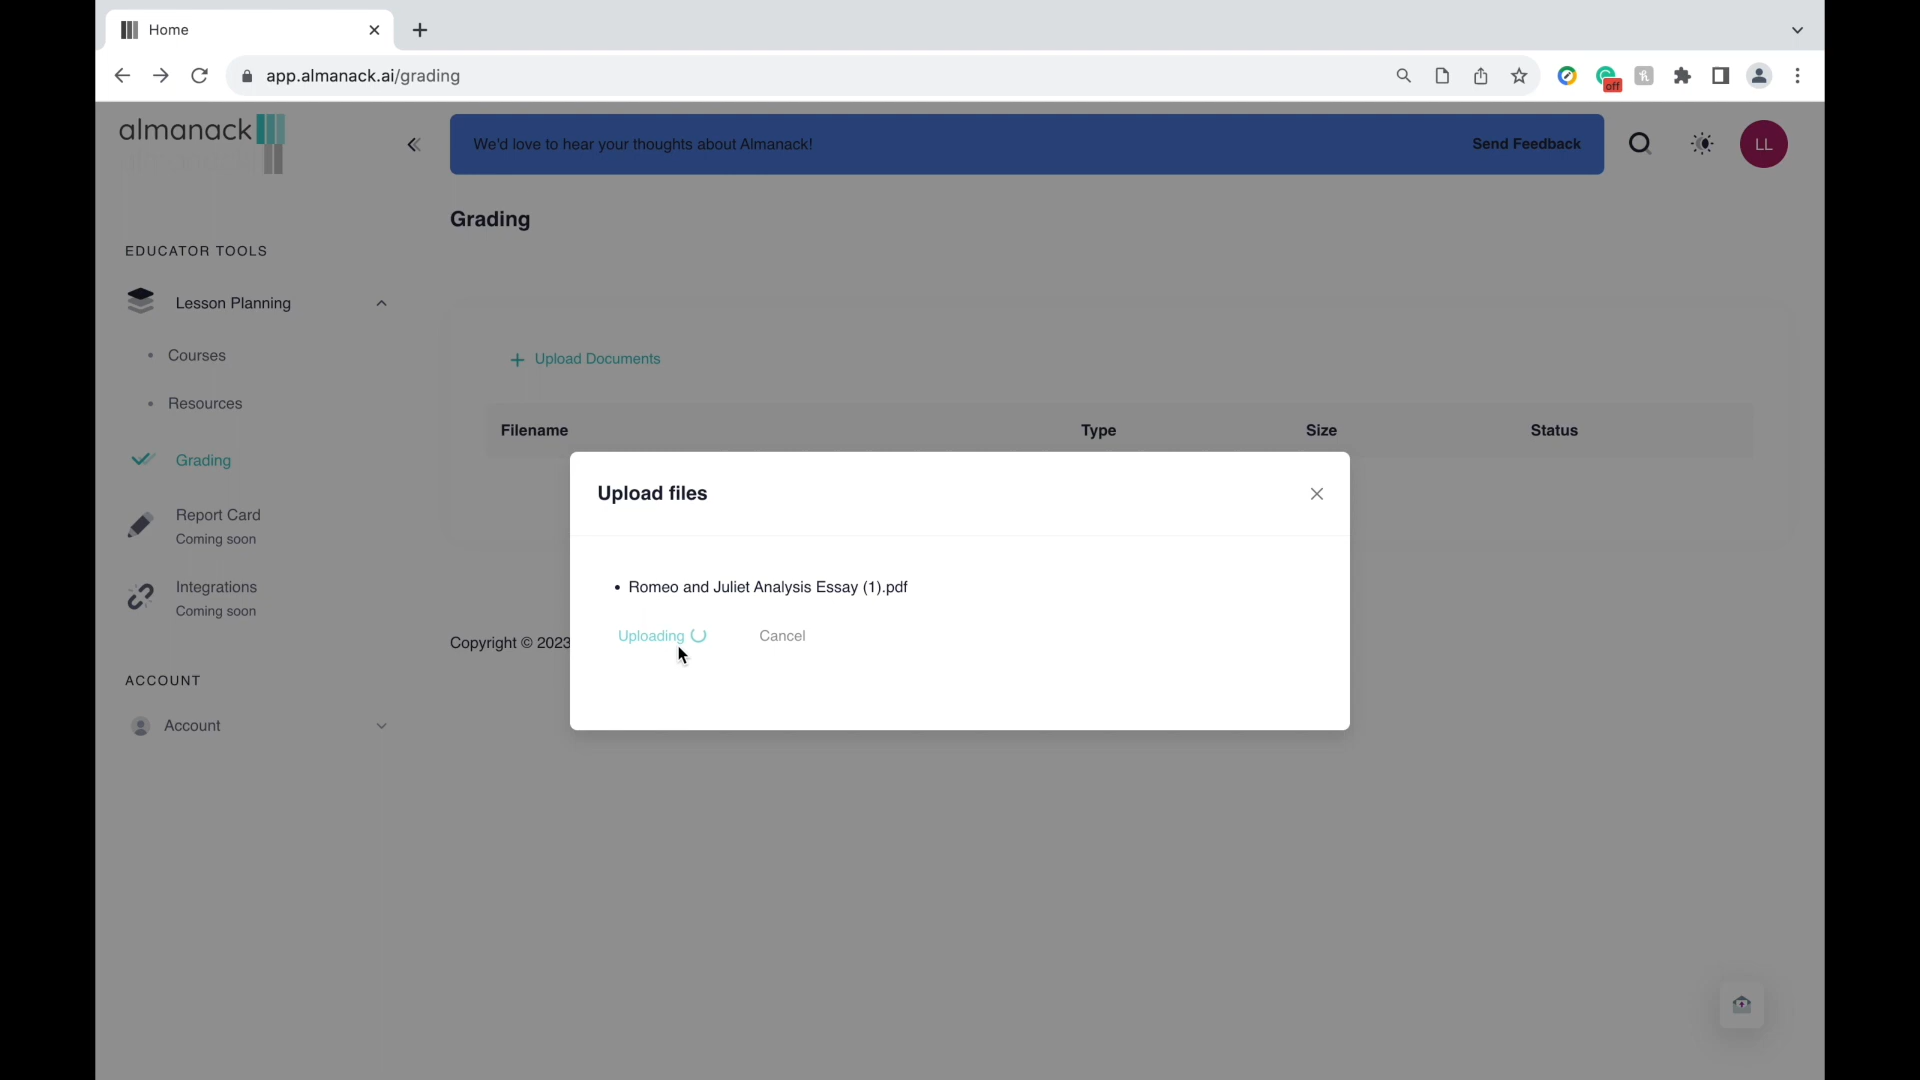 Home
app.almanack.ai/grading
off
almanack
We'd love to hear your thoughts about Almanack!
Send Feedback
LL
Grading
EDUCATOR TOOLS
Lesson Planning
Upload Documents
• Courses
• Resources
Filename Type Size Status
Grading
Upload files
Report Card
Coming soon
• Romeo and Juliet Analysis Essay (1).pdf
Integrations
Coming soon
Uploading
Cancel
Copyright © 2023
ACCOUNT
Account